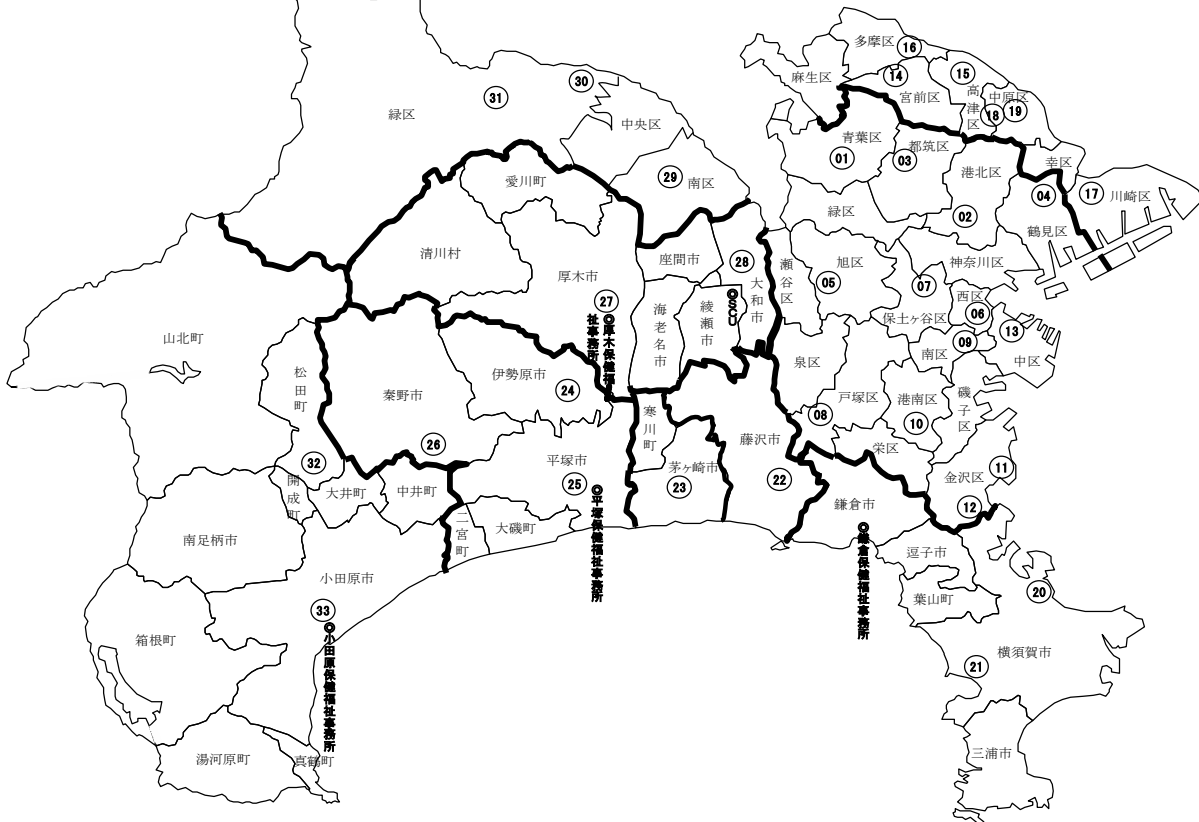 多摩区
16
麻生区
14
宮前区
15
高津区
中原区
18
19
30
31
緑区
中央区
青葉区
01
都筑区
03
港北区
幸区
04
17
川崎区
29
南区
愛川町
緑区
02
鶴見区
清川村
厚木市
座間市
28
大和市
瀬谷区
旭区
05
神奈川区
07
西区
06
27
◎厚木保健福祉事務所
海老名市
綾瀬市
◎SCU
保土ヶ谷区
13
09
中区
南区
山北町
松田町
秦野市
伊勢原市
24
泉区
戸塚区
港南区
10
磯子区
08
寒川町
藤沢市
26
平塚市
25
茅ヶ崎市
23
22
栄区
金沢区
11
12
32
開成町
大井町
中井町
二宮町
大磯町
◎平塚保健福祉事務所
鎌倉市
◎鎌倉保健福祉事務所
南足柄市
小田原市
逗子市
葉山町
20
33
◎小田原保健福祉事務所
箱根町
横須賀市
21
湯河原町
真鶴町
三浦市